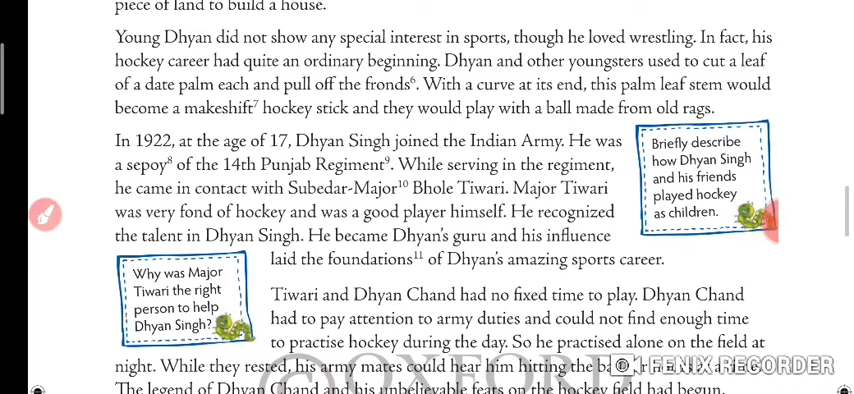 piece of land to build a house.
Young Dhyan did not show any special interest in sports, though he loved wrestling. In fact, his
hockey career had quite an ordinary beginning. Dhyan and other youngsters used to cut a leaf
of a date palm each and pull off the fronds⁶. With a curve at its end, this palm leaf stem would
become a makeshift⁷ hockey stick and they would play with a ball made from old rags.
In 1922, at the age of 17, Dhyan Singh joined the Indian Army. He was
a sepoy⁸ of the 14th Punjab Regiment⁹. While serving in the regiment,
he came in contact with Subedar-Major¹⁰ Bhole Tiwari. Major Tiwari
was very fond of hockey and was a good player himself. He recognized
the talent in Dhyan Singh. He became Dhyan's guru and his influence
laid the foundations¹¹ of Dhyan's amazing sports career.
Briefly describe
how Dhyan Singh
and his friends
played hockey
as children.
Why was Major
Tiwari the right
person to help
Dhyan Singh?
Tiwari and Dhyan Chand had no fixed time to play. Dhyan Chand
had to pay attention to army duties and could not find enough time
to practise hockey during the day. So he practised alone on the field at
night. While they rested, his army mates could hear him hitting the
The legend of Dhyan Chand and his unbelievable feats on the hockey field had begun.
© OXFORD
FENIX RECORDER